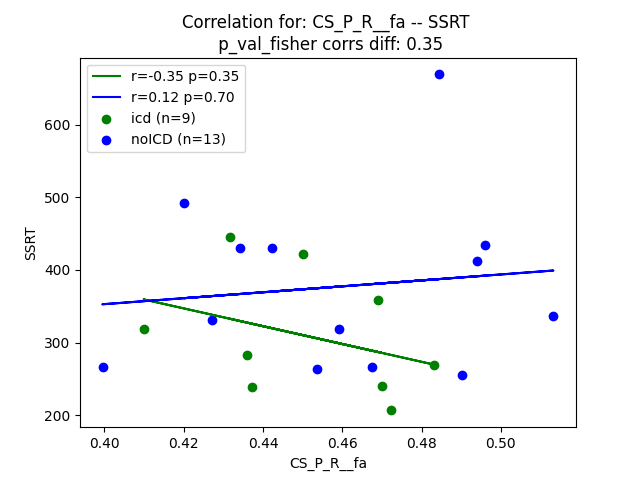 Correlation for: CS_P_R__fa -- SSRT
p_val_fisher corrs diff: 0.35
r=-0.35 p=0.35
r=0.12 p=0.70
icd (n=9)
noICD (n=13)
600
500
400
300
200
SSRT
0.40 0.42 0.44 0.46 0.48 0.50
CS_P_R__fa